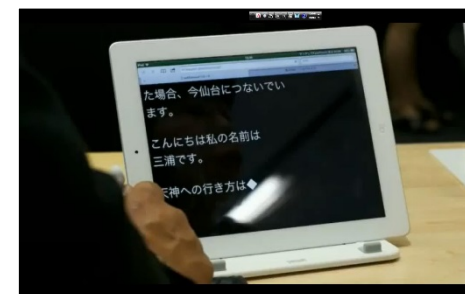 た場合、今仙台につないでい
ます。
こんにちは私の名前は
三浦です。
天神への行き方は◆